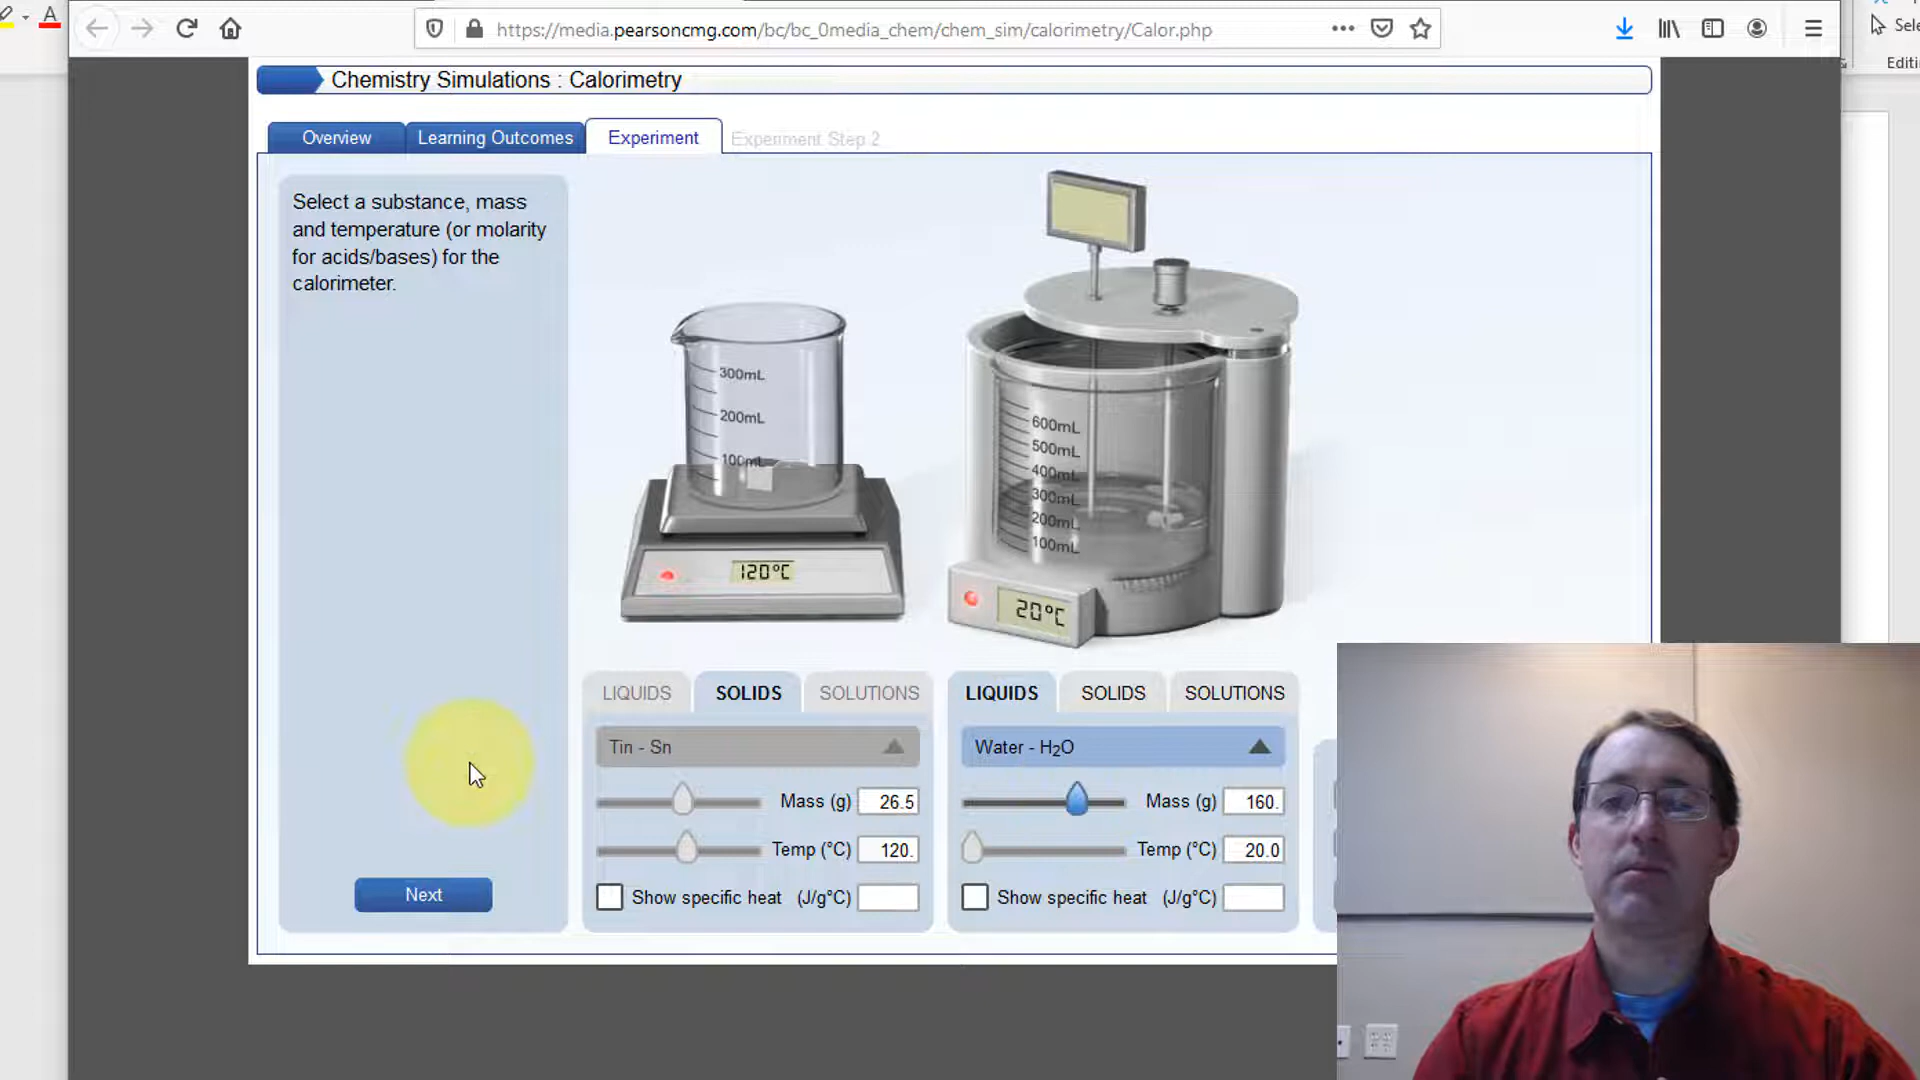 A
https://media.pearsoncmg.com/bc/bc_0media_chem/chem_sim/calorimetry/Calor.php
Sele
Editi
Chemistry Simulations : Calorimetry
Overview
Learning Outcomes
Experiment
Experiment Step 2
Select a substance, mass
and temperature (or molarity
for acids/bases) for the
calorimeter.
300mL
200mL
100mL
120°C
600mL
500mL
400mL
300mL
200mL
100mL
20°C
LIQUIDS
SOLIDS
SOLUTIONS
Tin - Sn
Mass (g) 26.5
Temp (°C) 120.
Show specific heat (J/g°C)
LIQUIDS
SOLIDS
SOLUTIONS
Water - H₂O
Mass (g) 160.
Temp (°C) 20.0
Show specific heat (J/g°C)
Next